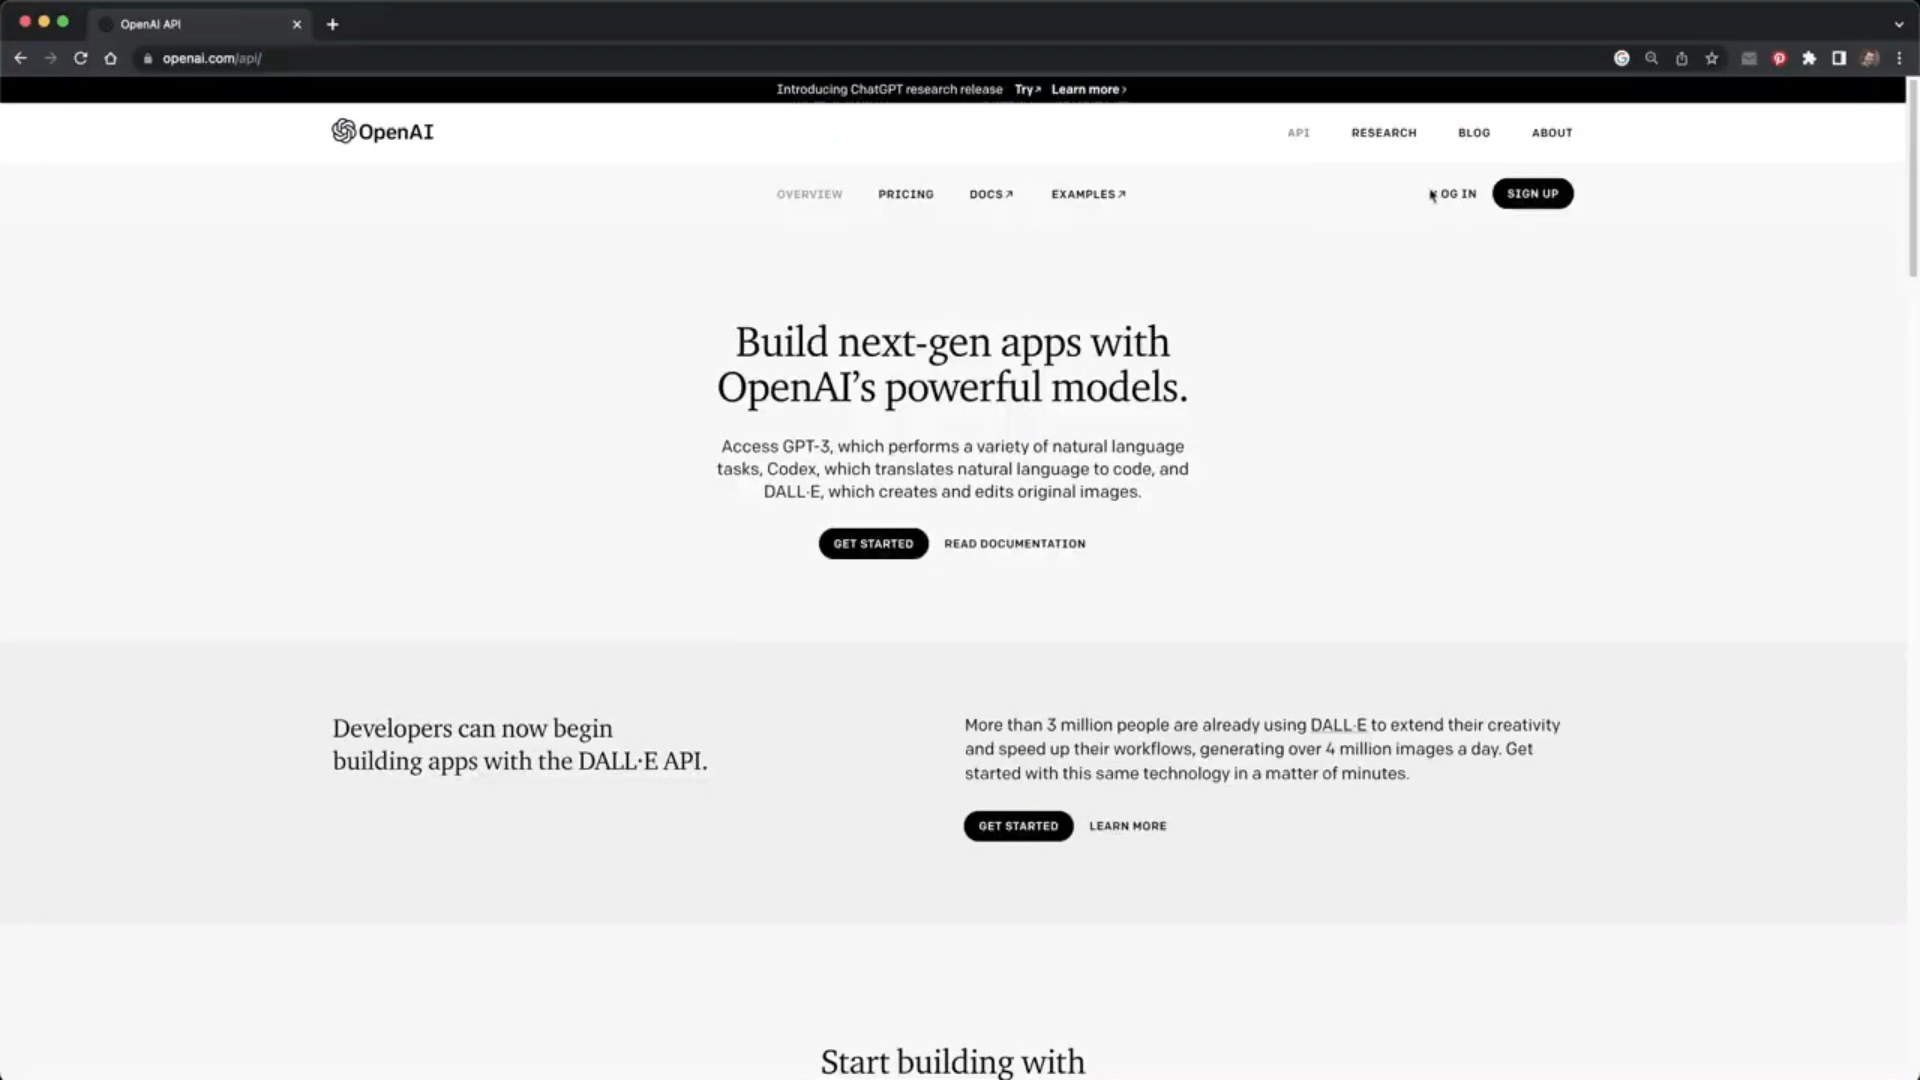 OpenAI API
openai.com/api/
Introducing ChatGPT research release Try↗ Learn more›
OpenAI
API RESEARCH BLOG ABOUT
OVERVIEW PRICING DOCS↗ EXAMPLES↗ OG IN SIGN UP
Build next-gen apps with
OpenAI’s powerful models.
Access GPT-3, which performs a variety of natural language
tasks, Codex, which translates natural language to code, and
DALL·E, which creates and edits original images.
GET STARTED READ DOCUMENTATION
Developers can now begin
building apps with the DALL·E API.
More than 3 million people are already using DALL·E to extend their creativity
and speed up their workflows, generating over 4 million images a day. Get
started with this same technology in a matter of minutes.
GET STARTED LEARN MORE
Start building with